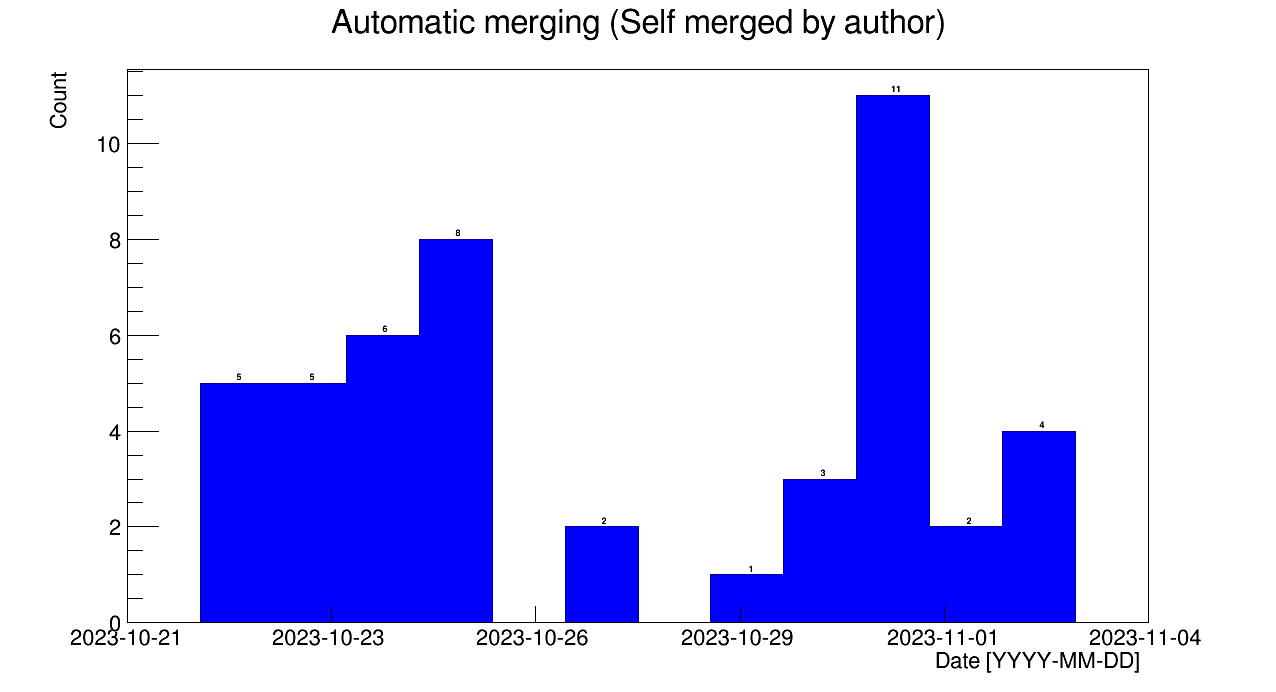 Automatic merging (Self merged by author)
Count
10
8
6
4
2
0
5 5 6 8 2 1 3 11 2 4
2023-10-21 2023-10-23 2023-10-26 2023-10-29 2023-11-01 2023-11-04
Date [YYYY-MM-DD]